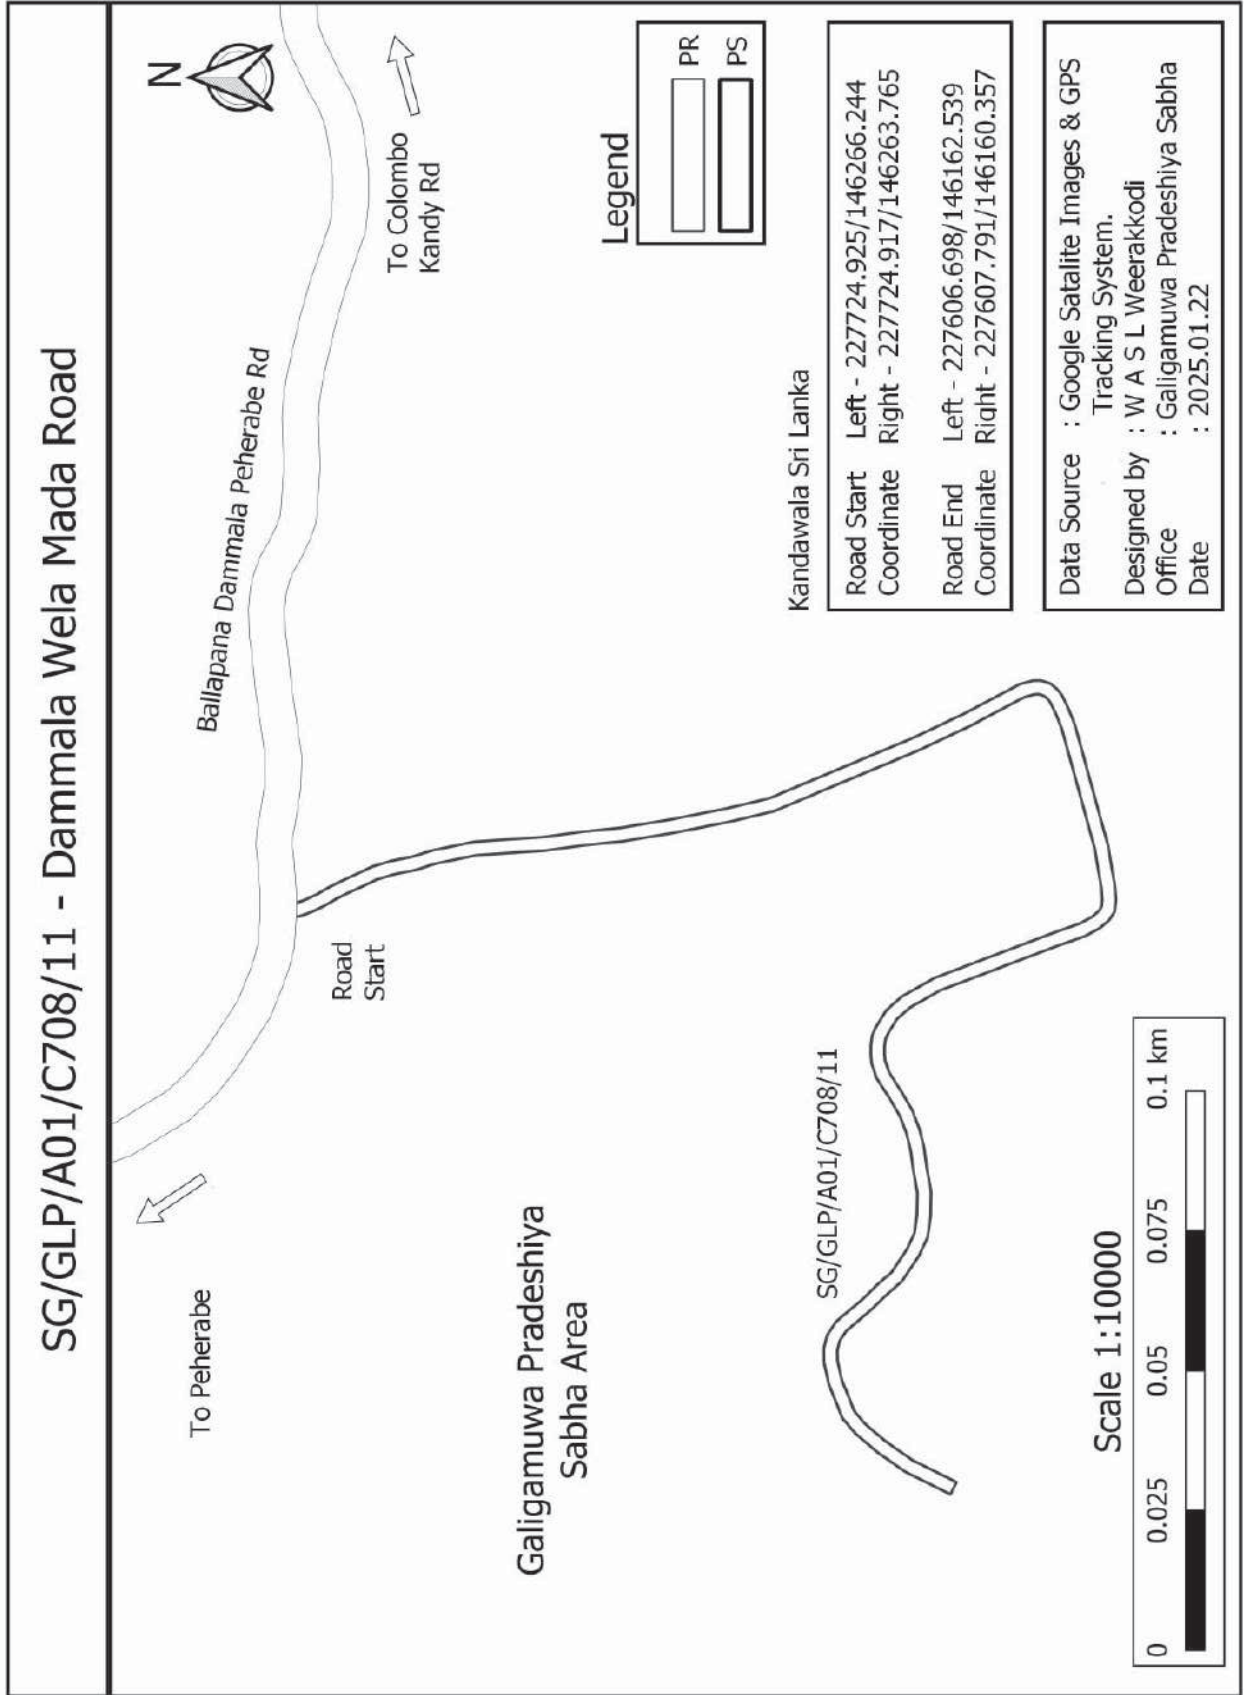 SG/GLP/A01/C708/11 - Dammala Wela Mada Road
N
To Peherabe
Ballapana Dammala Peherabe Rd
To Colombo
Kandy Rd
Road
Start
Galigamuwa Pradeshiya
Sabha Area
SG/GLP/A01/C708/11
Legend
PR
PS
Kandawala Sri Lanka
Road Start Left - 227724.925/146266.244
Coordinate Right - 227724.917/146263.765
Road End Left - 227606.698/146162.539
Coordinate Right - 227607.791/146160.357
Data Source : Google Satalite Images & GPS
Tracking System.
Designed by : W A S L Weerakkodi
Office : Galigamuwa Pradeshiya Sabha
Date : 2025.01.22
Scale 1:10000
0 0.025 0.05 0.075 0.1 km